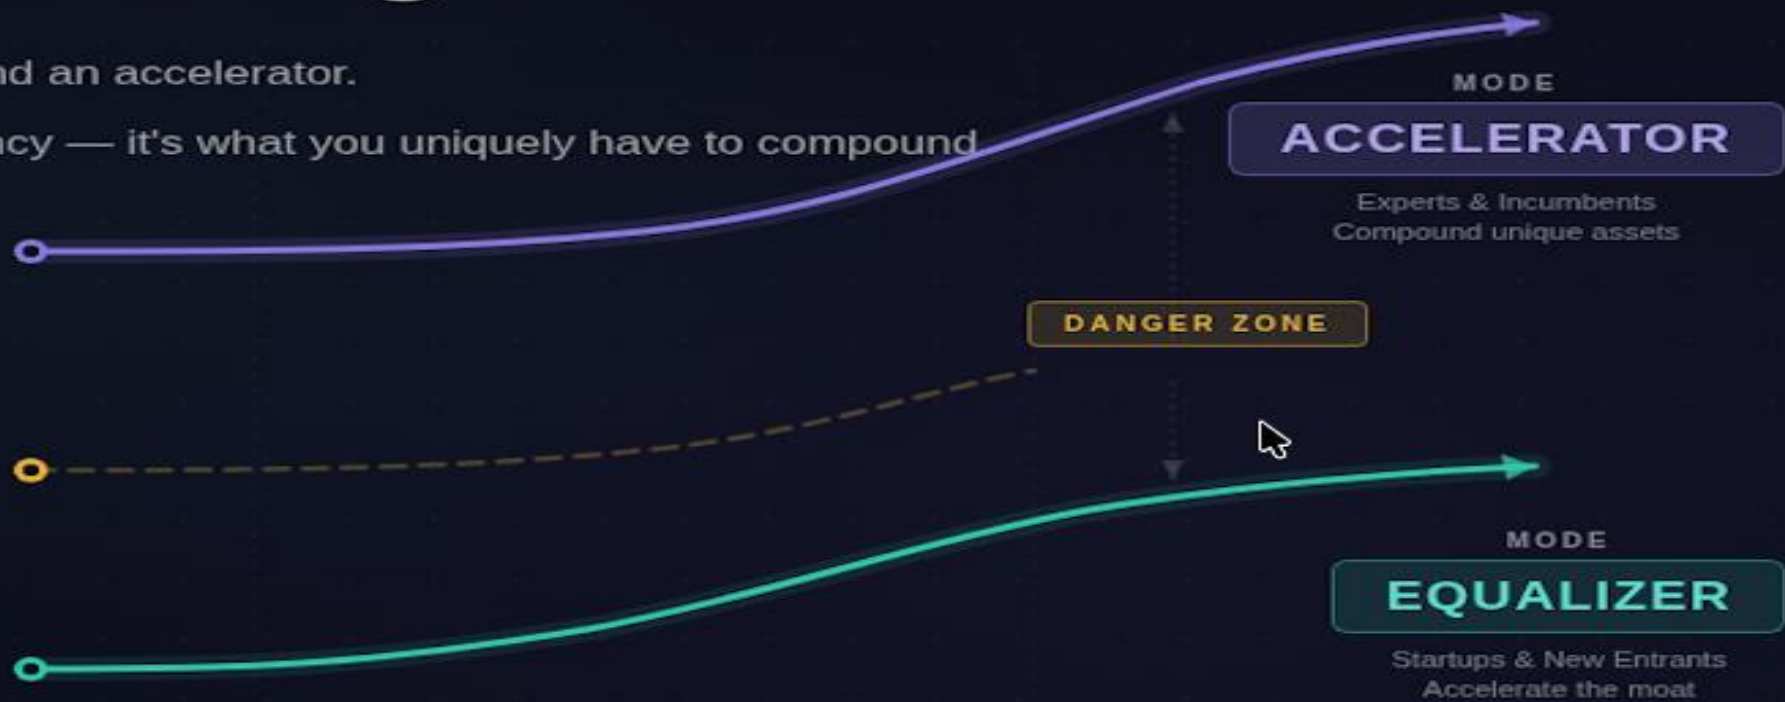 nd an accelerator.
ncy — it's what you uniquely have to compound
MODE
ACCELERATOR
Experts & Incumbents
Compound unique assets
DANGER ZONE
MODE
EQUALIZER
Startups & New Entrants
Accelerate the moat